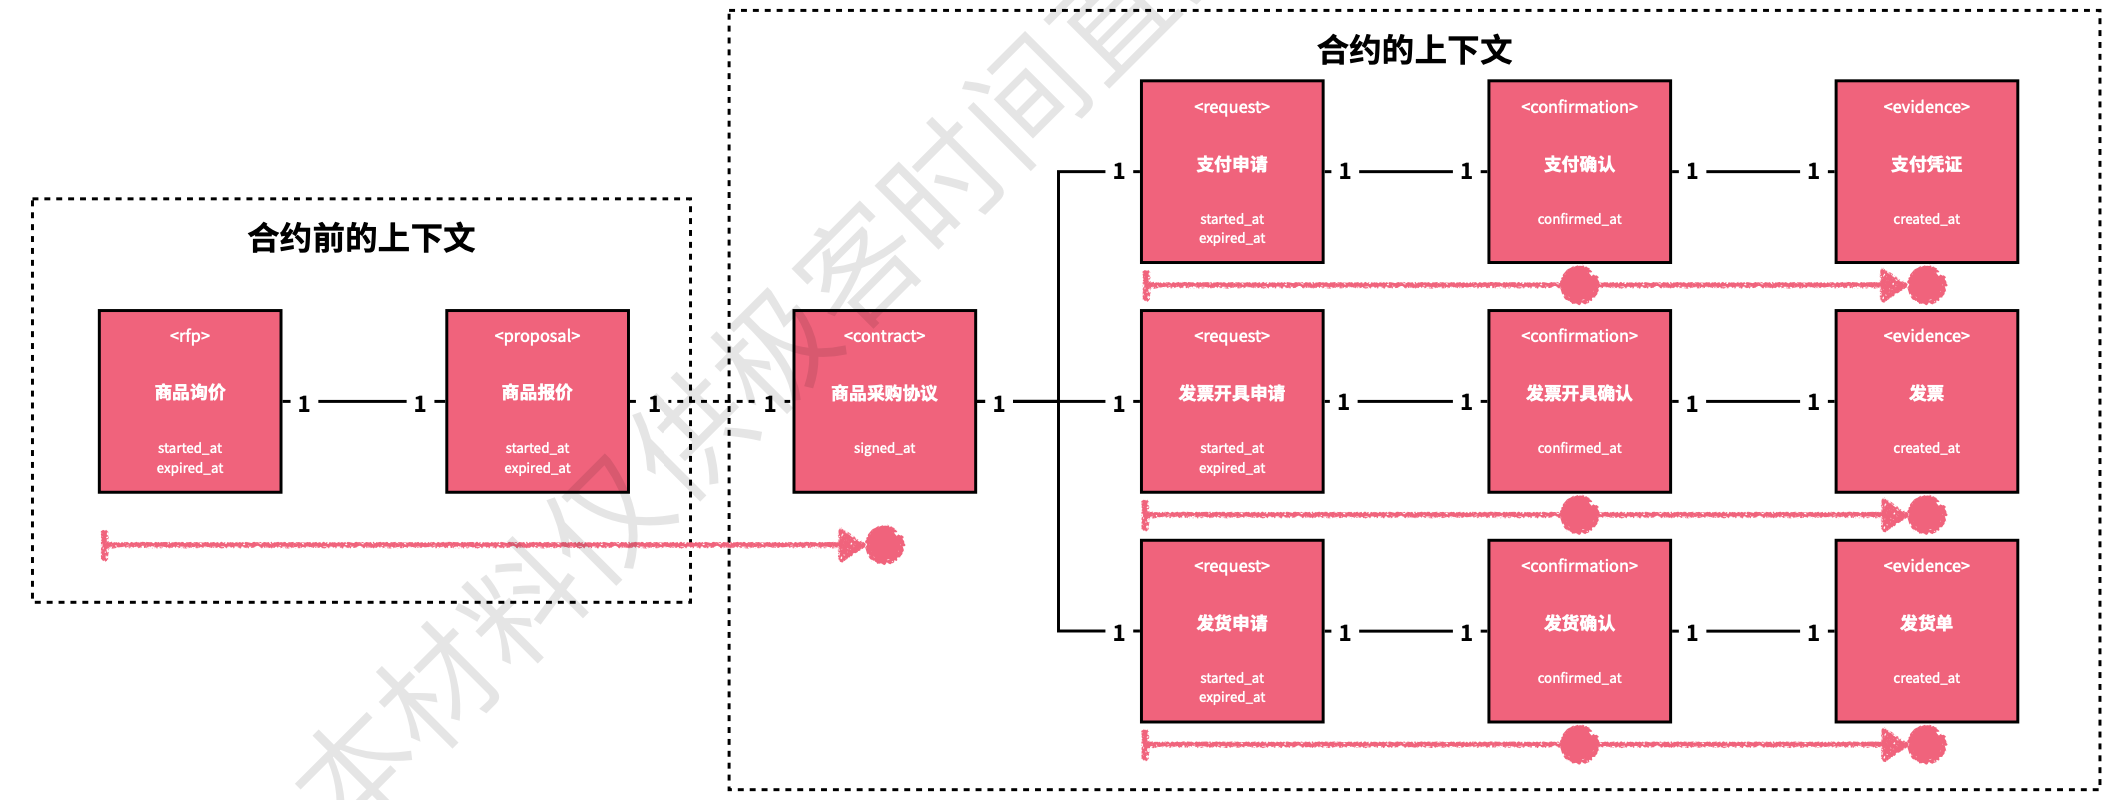 合约前的上下文
<rfp>
商品询价
started_at
expired_at
1
1
<proposal>
商品报价
started_at
expired_at
1
1
合约的上下文
<contract>
商品采购协议
signed_at
1
1
<request>
支付申请
started_at
expired_at
1
1
<confirmation>
支付确认
confirmed_at
1
1
<evidence>
支付凭证
created_at
1
<request>
发票开具申请
started_at
expired_at
1
1
<confirmation>
发票开具确认
confirmed_at
1
1
<evidence>
发票
created_at
1
<request>
发货申请
started_at
expired_at
1
1
<confirmation>
发货确认
confirmed_at
1
1
<evidence>
发货单
created_at
本材料仅供极客时间直